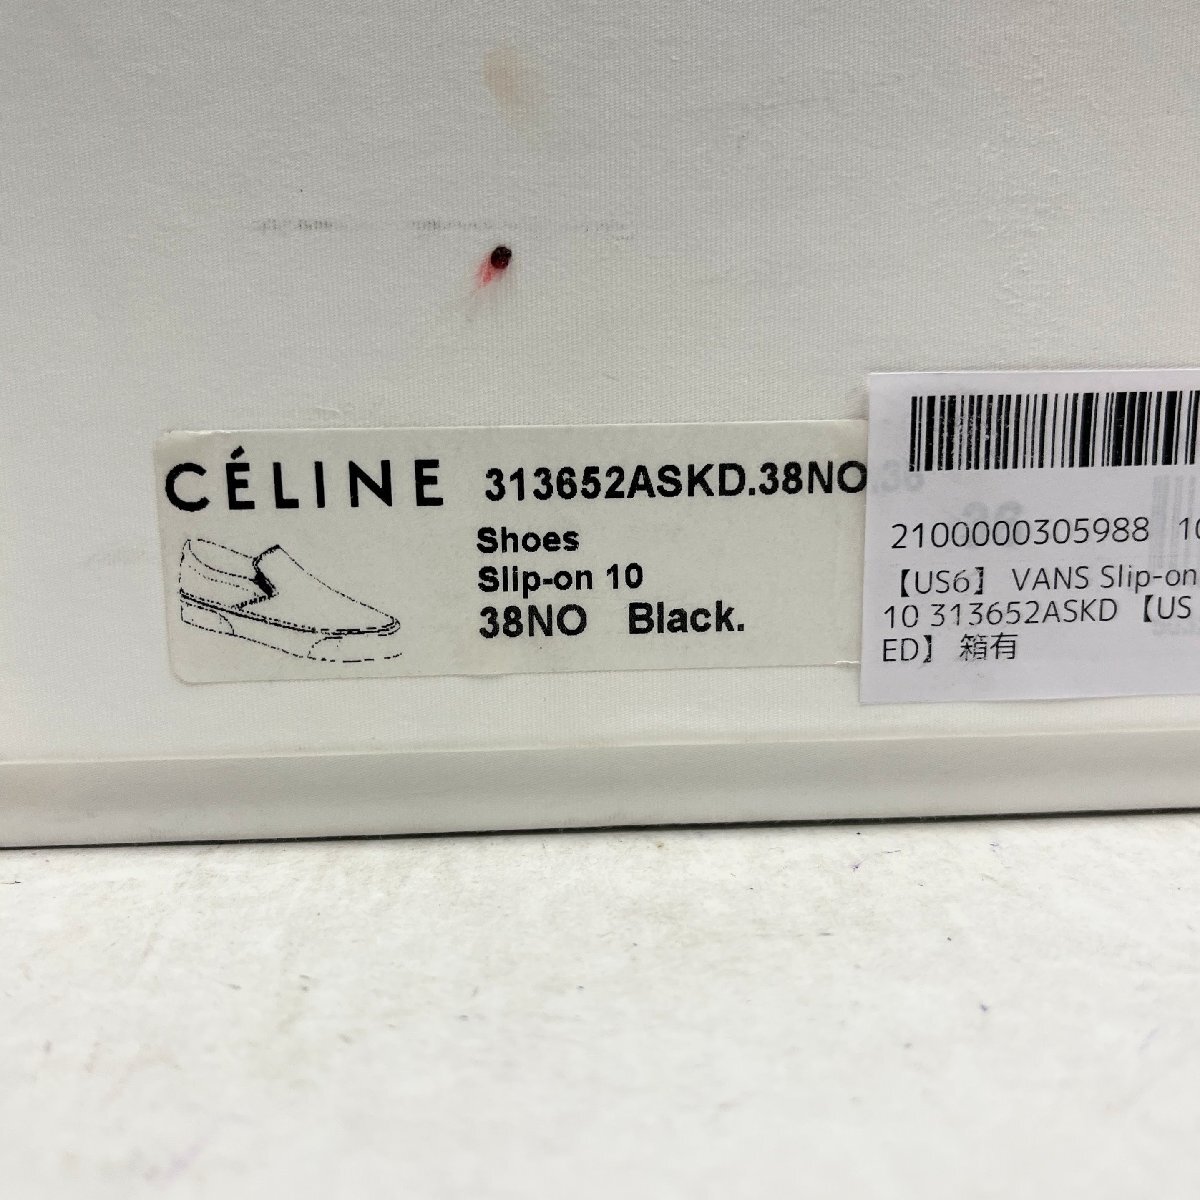 CÉLINE 313652ASKD.38NO
Shoes
Slip-on 10
38NO Black.
2100000305988 10
【US6】 VANS Slip-on
10 313652ASKD 【US
ED】 箱有